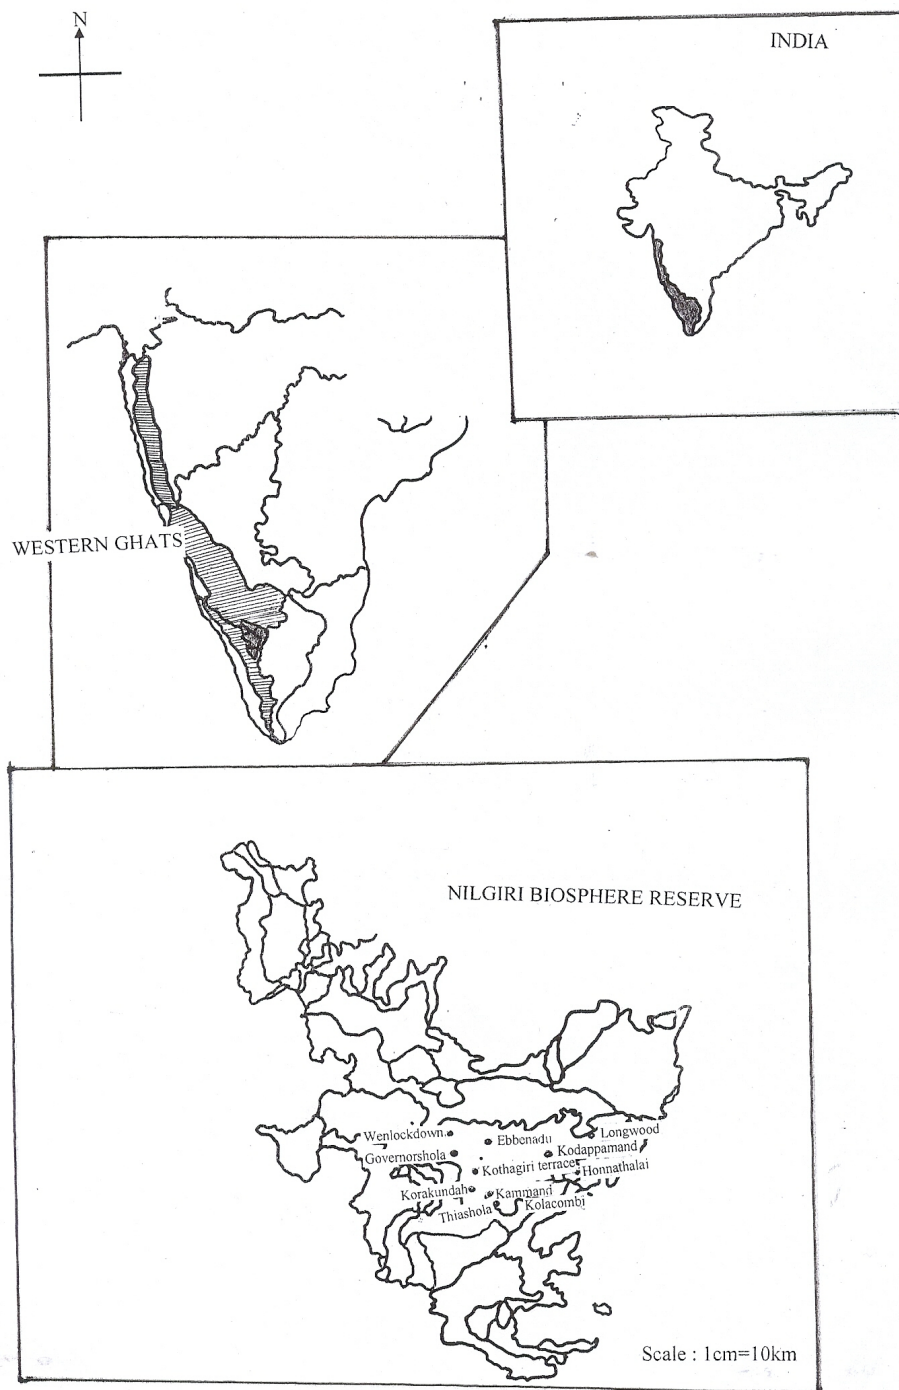 N
INDIA
WESTERN GHATS
NILGIRI BIOSPHERE RESERVE
Wenlockdown
Ebbenadu
Longwood
Governorshola
Kodappamand
Kothagiri terrace
Honnathalai
Korakundah
Kammand
Thiashola
Kolacombi
Scale : 1cm=10km